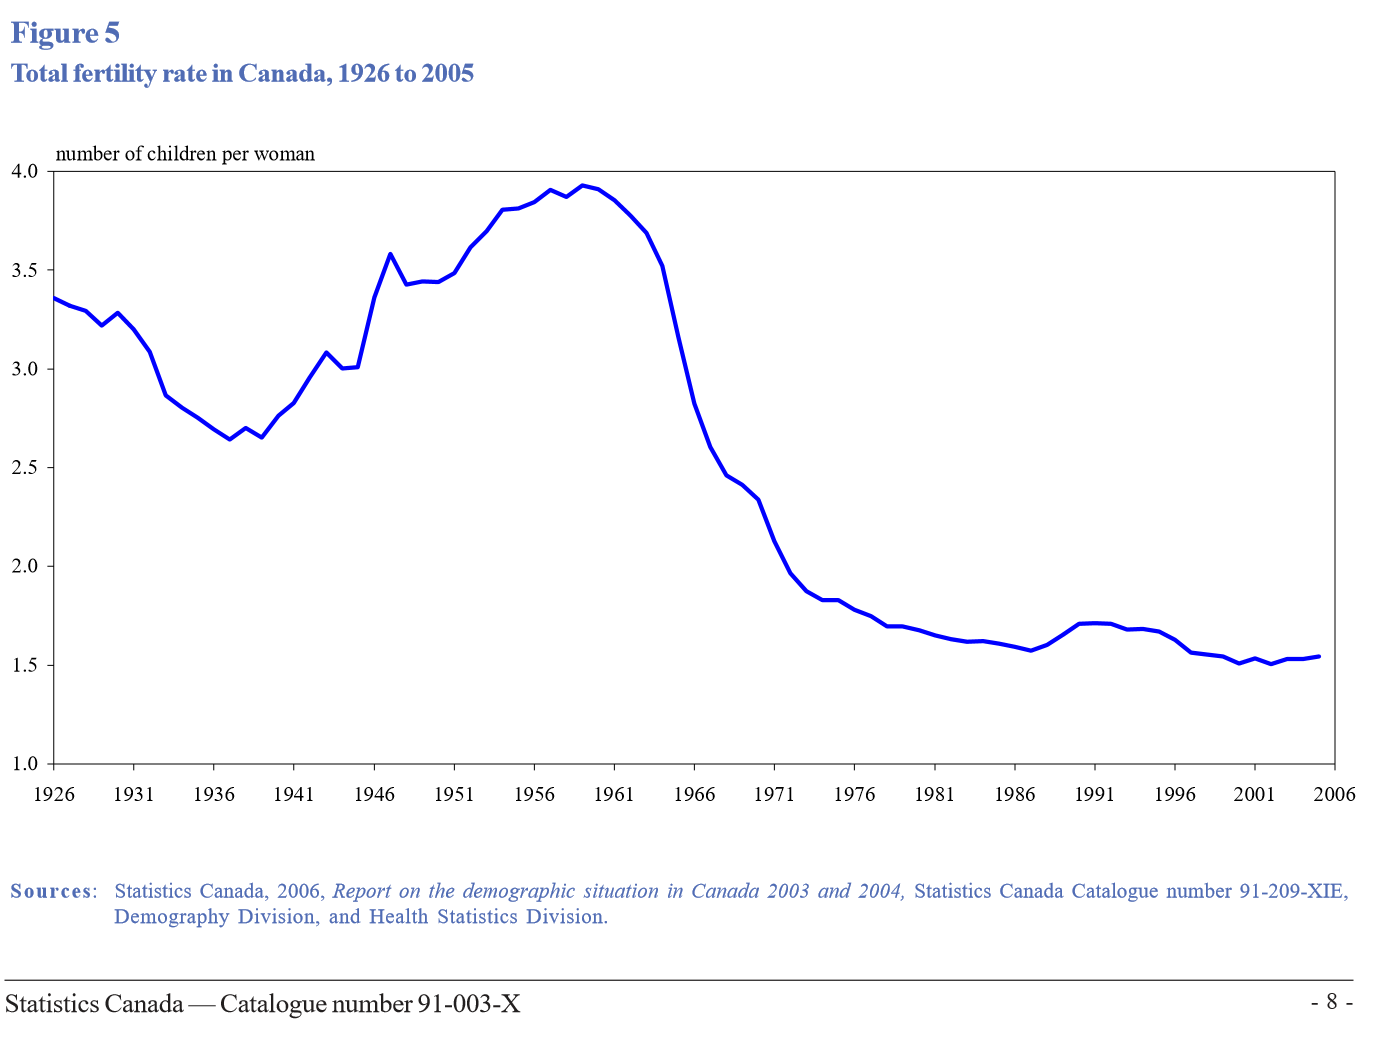 Figure 5
Total fertility rate in Canada, 1926 to 2005
number of children per woman
4.0
3.5
3.0
2.5
2.0
1.5
1.0
1926 1931 1936 1941 1946 1951 1956 1961 1966 1971 1976 1981 1986 1991 1996 2001 2006
Sources: Statistics Canada, 2006, Report on the demographic situation in Canada 2003 and 2004, Statistics Canada Catalogue number 91-209-XIE,
Demography Division, and Health Statistics Division.
Statistics Canada — Catalogue number 91-003-X - 8 -